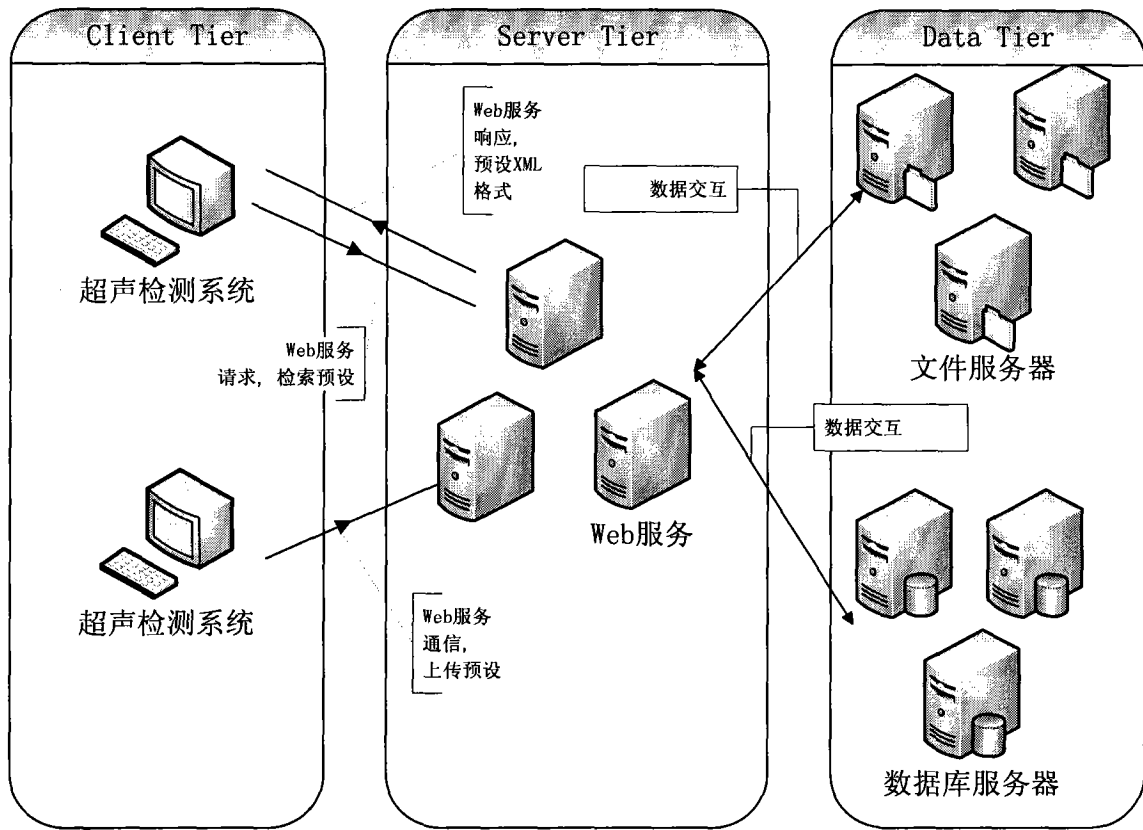 Client Tier
Server Tier
Data Tier
Web服务
响应,
预设XML
格式
数据交互
超声检测系统
Web服务
请求, 检索预设
文件服务器
数据交互
Web服务
超声检测系统
Web服务
通信,
上传预设
数据库服务器